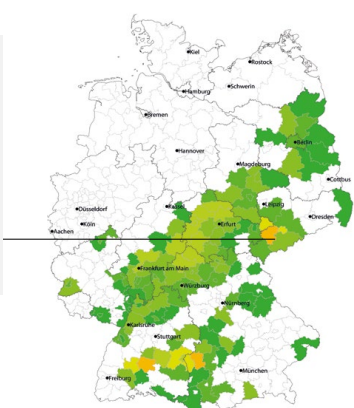 Kiel
Rostock
Hamburg
Schwerin
Bremen
Berlin
Hannover
Magdeburg
Cottbus
Düsseldorf
Leipzig
Köln
Erfurt
Dresden
Aachen
Frankfurt am Main
Würzburg
Nürnberg
Karlsruhe
Stuttgart
München
Freiburg